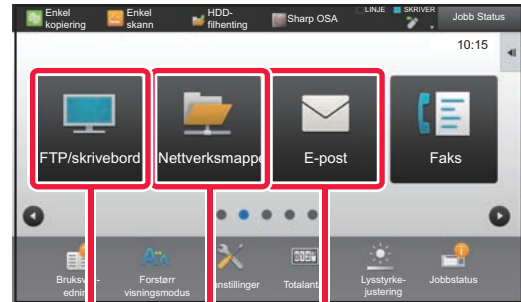 Enkel
kopiering
Enkel
skann
HDD-
filhenting
Sharp OSA
LINJE
SKRIVER
Jobb Status
10:15
FTP/skrivebord
Nettverksmappe
E-post
Faks
Forstørr
visningsmodus
Lysstyrke-
justering
Jobbstatus